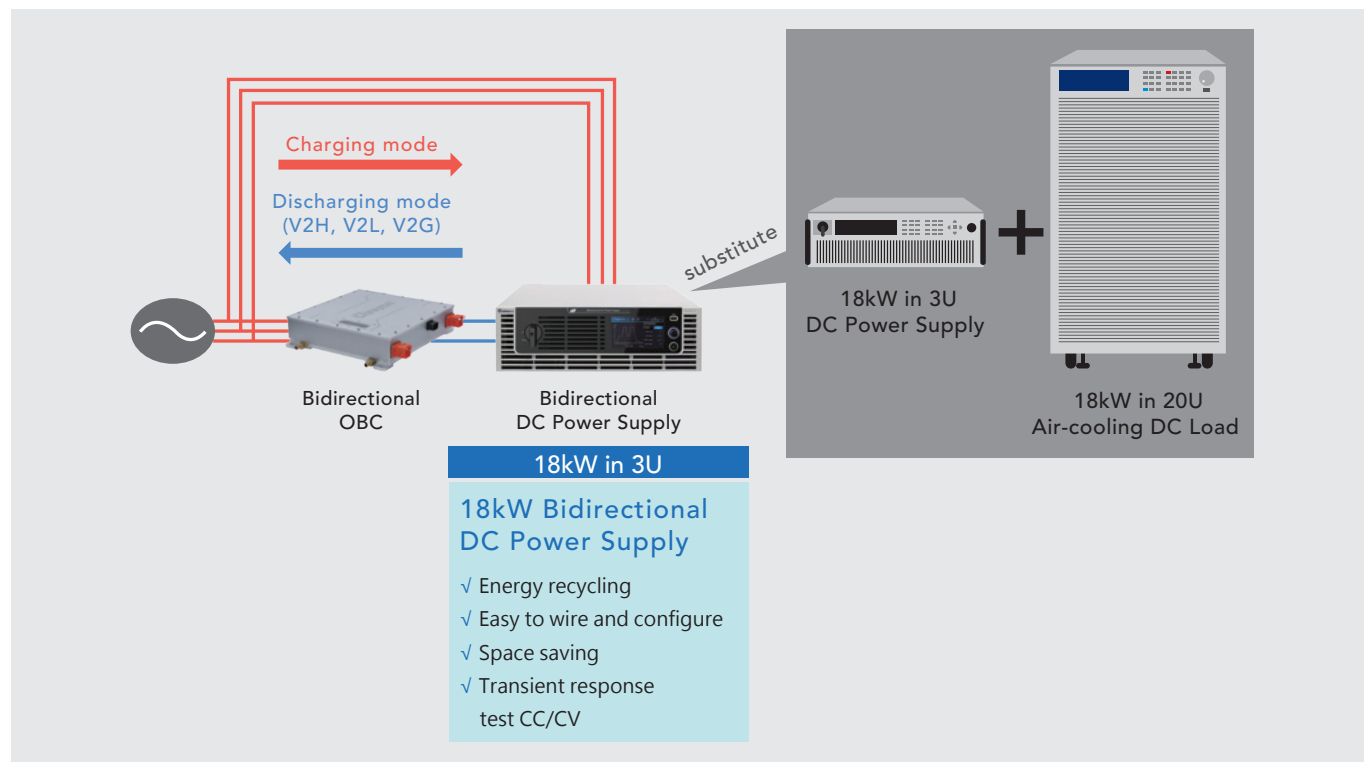 Charging mode
Discharging mode
(V2H, V2L, V2G)
substitute
18kW in 3U
DC Power Supply
18kW in 20U
Air-cooling DC Load
Bidirectional
OBC
Bidirectional
DC Power Supply
18kW in 3U
18kW Bidirectional
DC Power Supply
√ Energy recycling
√ Easy to wire and configure
√ Space saving
√ Transient response
test CC/CV